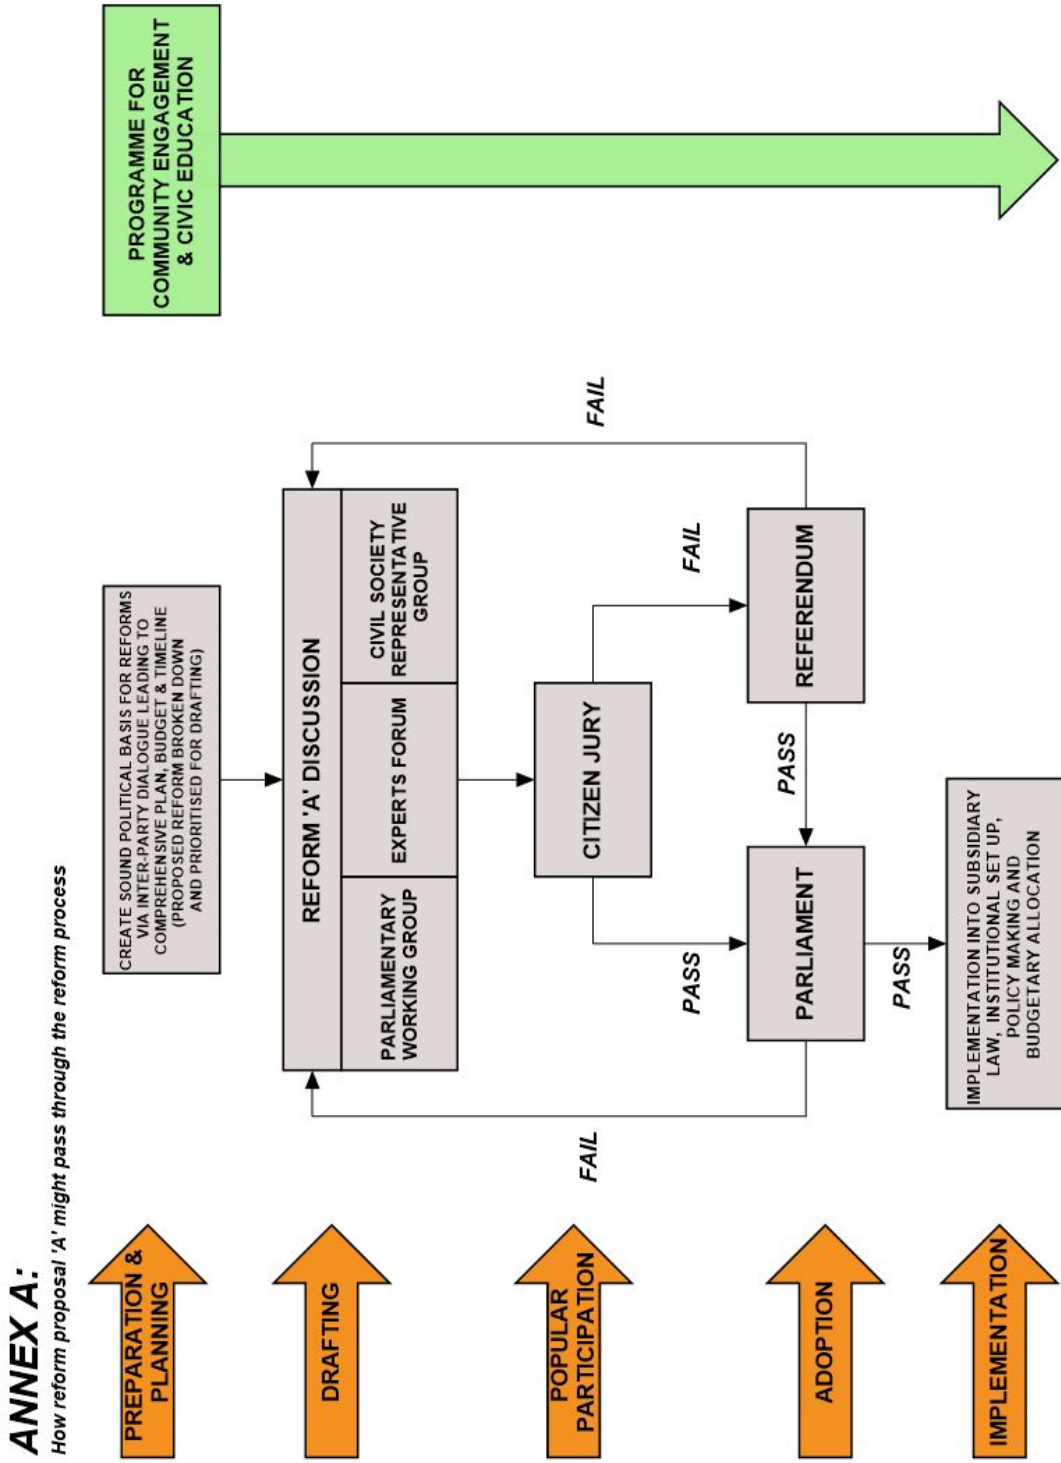 ANNEX A:
How reform proposal 'A' might pass through the reform process
PREPARATION &
PLANNING
CREATE SOUND POLITICAL BASIS FOR REFORMS
VIA INTER-PARTY DIALOGUE LEADING TO
COMPREHENSIVE PLAN, BUDGET & TIMELINE
(PROPOSED REFORM BROKEN DOWN
AND PRIORITISED FOR DRAFTING)
PROGRAMME FOR
COMMUNITY ENGAGEMENT
& CIVIC EDUCATION
DRAFTING
REFORM 'A' DISCUSSION
PARLIAMENTARY
WORKING GROUP
EXPERTS FORUM
CIVIL SOCIETY
REPRESENTATIVE
GROUP
POPULAR
PARTICIPATION
FAIL
CITIZEN JURY
FAIL
PASS
FAIL
ADOPTION
PARLIAMENT
PASS
REFERENDUM
PASS
IMPLEMENTATION
IMPLEMENTATION INTO SUBSIDIARY
LAW, INSTITUTIONAL SET UP,
POLICY MAKING AND
BUDGETARY ALLOCATION